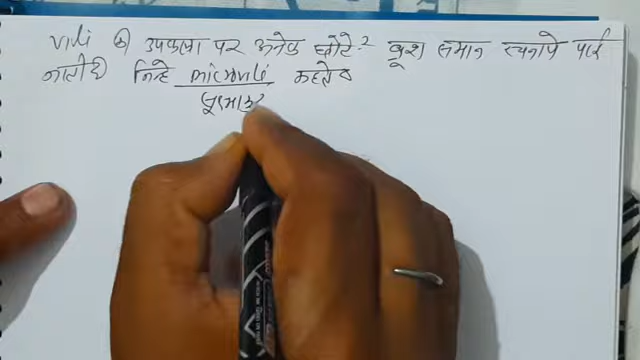 villi की उपकला पर अनेक छोटे-2 ब्रुश समान रचनाये पाई
जाती है जिन्हे microvilli कहते है
सूक्ष्मां